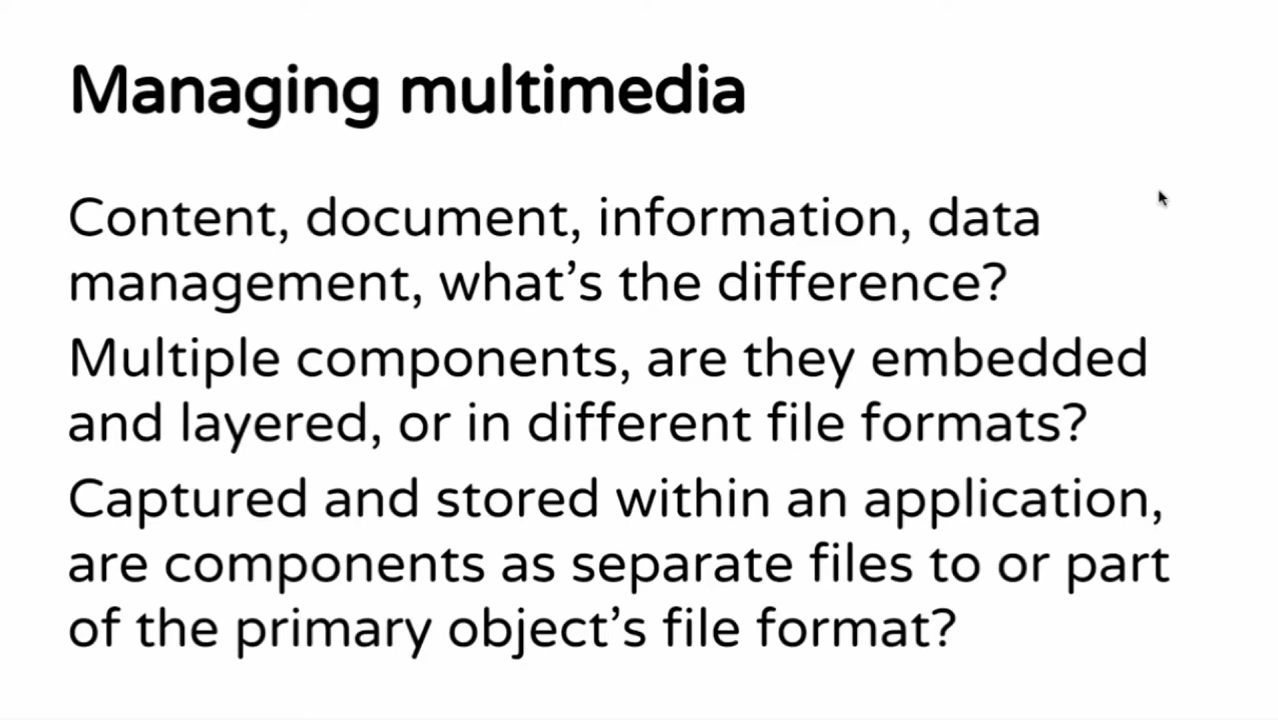 Managing multimedia
Content, document, information, data
management, what’s the difference?
Multiple components, are they embedded
and layered, or in different file formats?
Captured and stored within an application,
are components as separate files to or part
of the primary object’s file format?